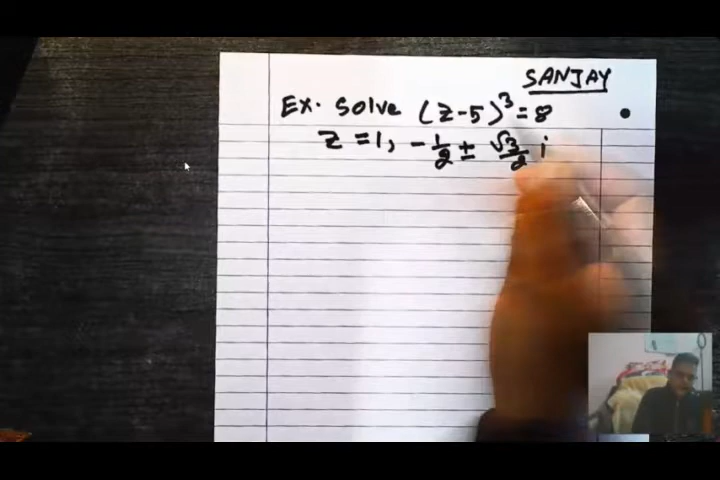 SANJAY
Ex. Solve (z-5)³ = 8
z = 1, -1/2 ± √3/2 i